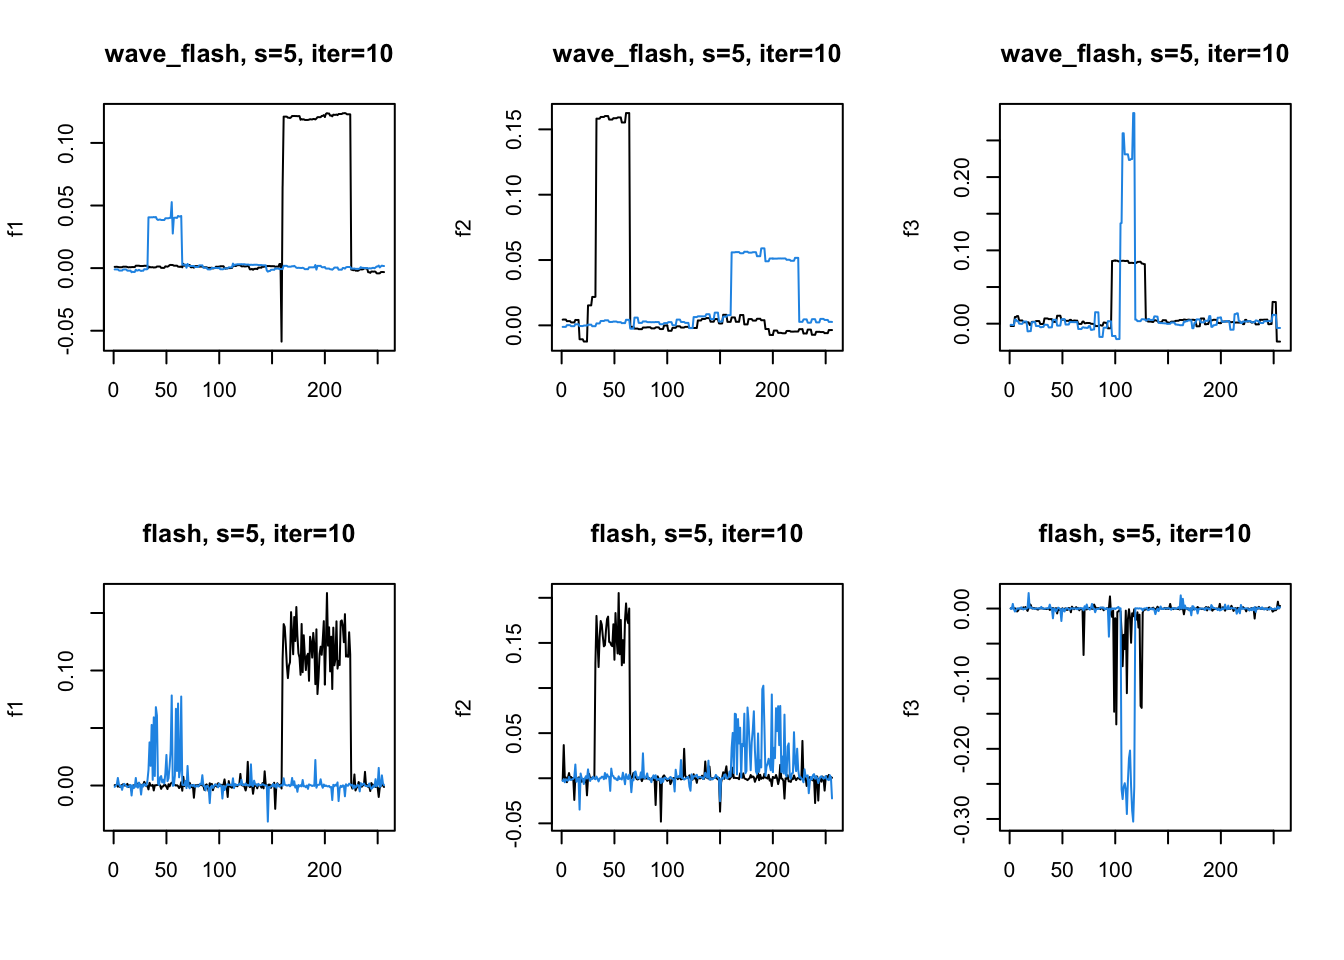 wave_flash, s=5, iter=10
wave_flash, s=5, iter=10
wave_flash, s=5, iter=10
f1
-0.05 0.00 0.05 0.10
0 50 100 200
f2
0.00 0.05 0.10 0.15
0 50 100 200
f3
0.00 0.10 0.20
0 50 100 200
flash, s=5, iter=10
flash, s=5, iter=10
flash, s=5, iter=10
f1
0.00 0.10
0 50 100 200
f2
-0.05 0.05 0.15
0 50 100 200
f3
-0.30 -0.20 -0.10 0.00
0 50 100 200